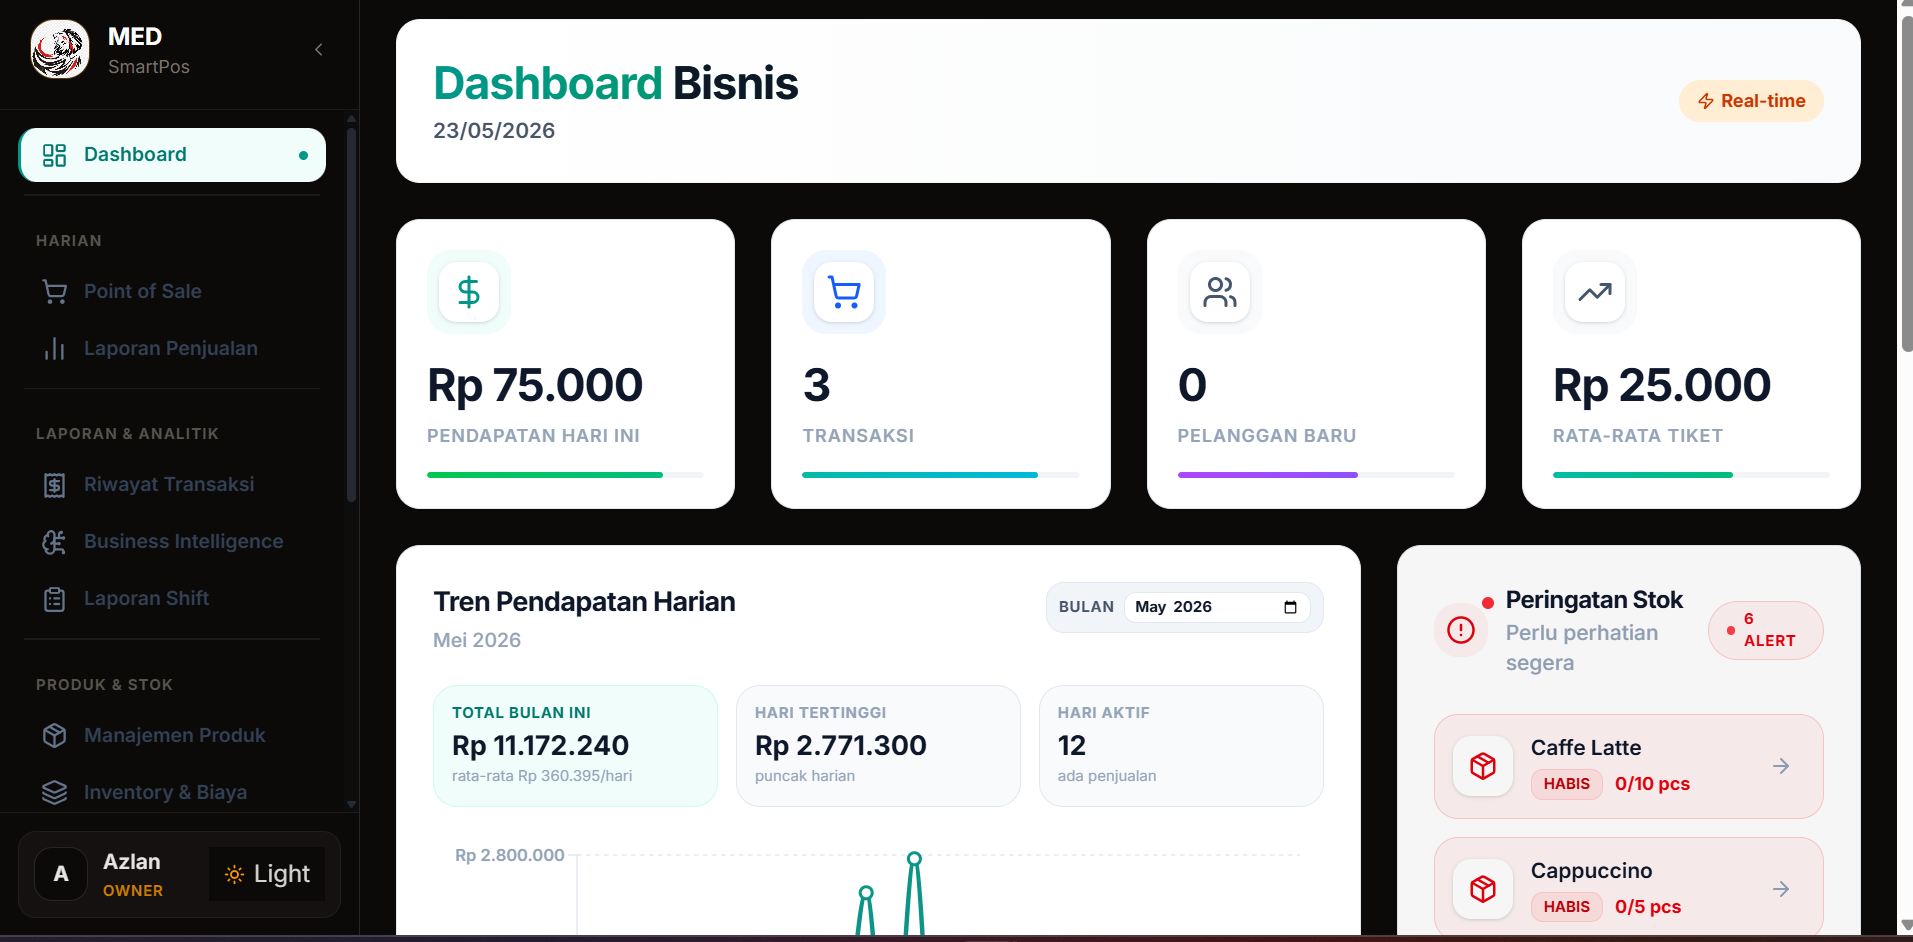 MED
SmartPos
Dashboard
HARIAN
Point of Sale
Laporan Penjualan
LAPORAN & ANALITIK
Riwayat Transaksi
Business Intelligence
Laporan Shift
PRODUK & STOK
Manajemen Produk
Inventory & Biaya
A
Azlan
OWNER
Light
Dashboard Bisnis
23/05/2026
Real-time
Rp 75.000
PENDAPATAN HARI INI
3
TRANSAKSI
0
PELANGGAN BARU
Rp 25.000
RATA-RATA TIKET
Tren Pendapatan Harian
Mei 2026
BULAN
May 2026
TOTAL BULAN INI
Rp 11.172.240
rata-rata Rp 360.395/hari
HARI TERTINGGI
Rp 2.771.300
puncak harian
HARI AKTIF
12
ada penjualan
Rp 2.800.000
Peringatan Stok
Perlu perhatian
segera
6
ALERT
Caffe Latte
HABIS 0/10 pcs
Cappuccino
HABIS 0/5 pcs